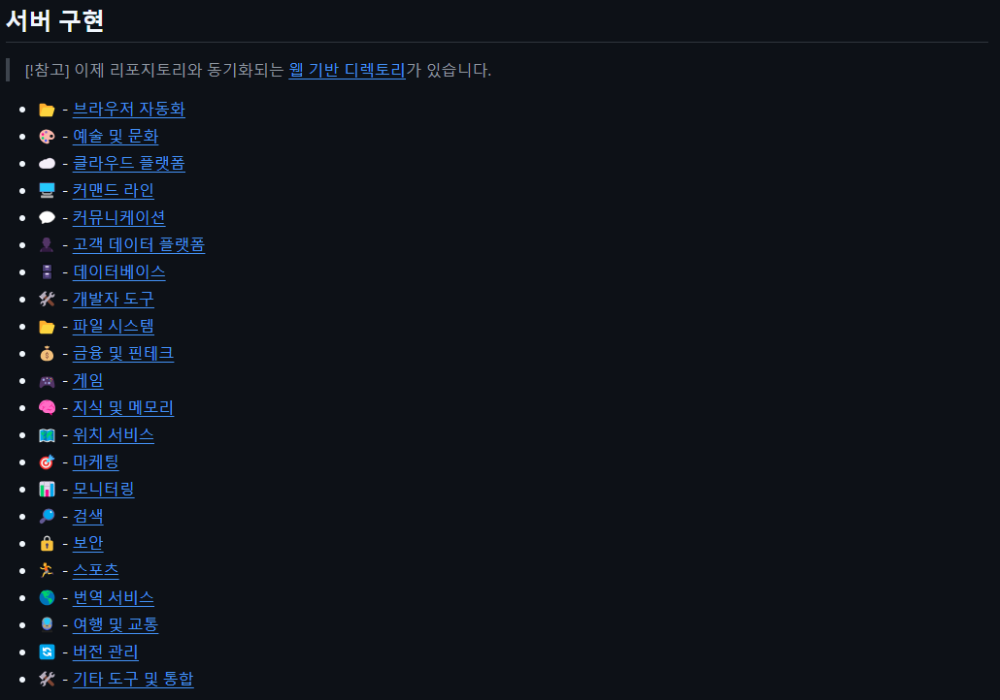 서버 구현
[!참고] 이제 리포지토리와 동기화되는 웹 기반 디렉토리가 있습니다.
- 브라우저 자동화
- 예술 및 문화
- 클라우드 플랫폼
- 커맨드 라인
- 커뮤니케이션
- 고객 데이터 플랫폼
- 데이터베이스
- 개발자 도구
- 파일 시스템
- 금융 및 핀테크
- 게임
- 지식 및 메모리
- 위치 서비스
- 마케팅
- 모니터링
- 검색
- 보안
- 스포츠
- 번역 서비스
- 여행 및 교통
- 버전 관리
- 기타 도구 및 통합